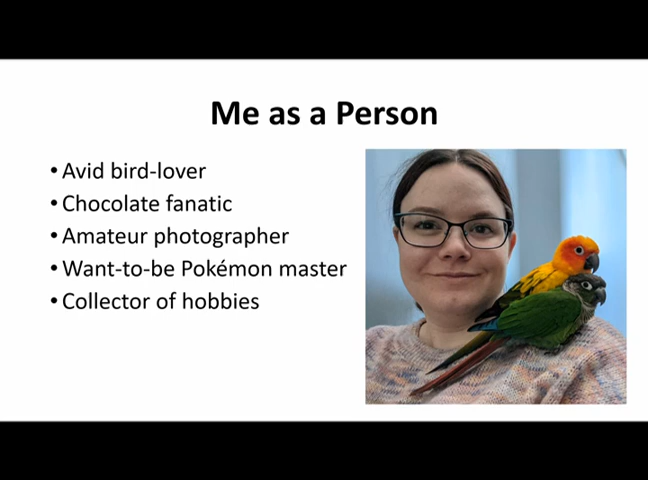 Me as a Person
• Avid bird-lover
• Chocolate fanatic
• Amateur photographer
• Want-to-be Pokémon master
• Collector of hobbies